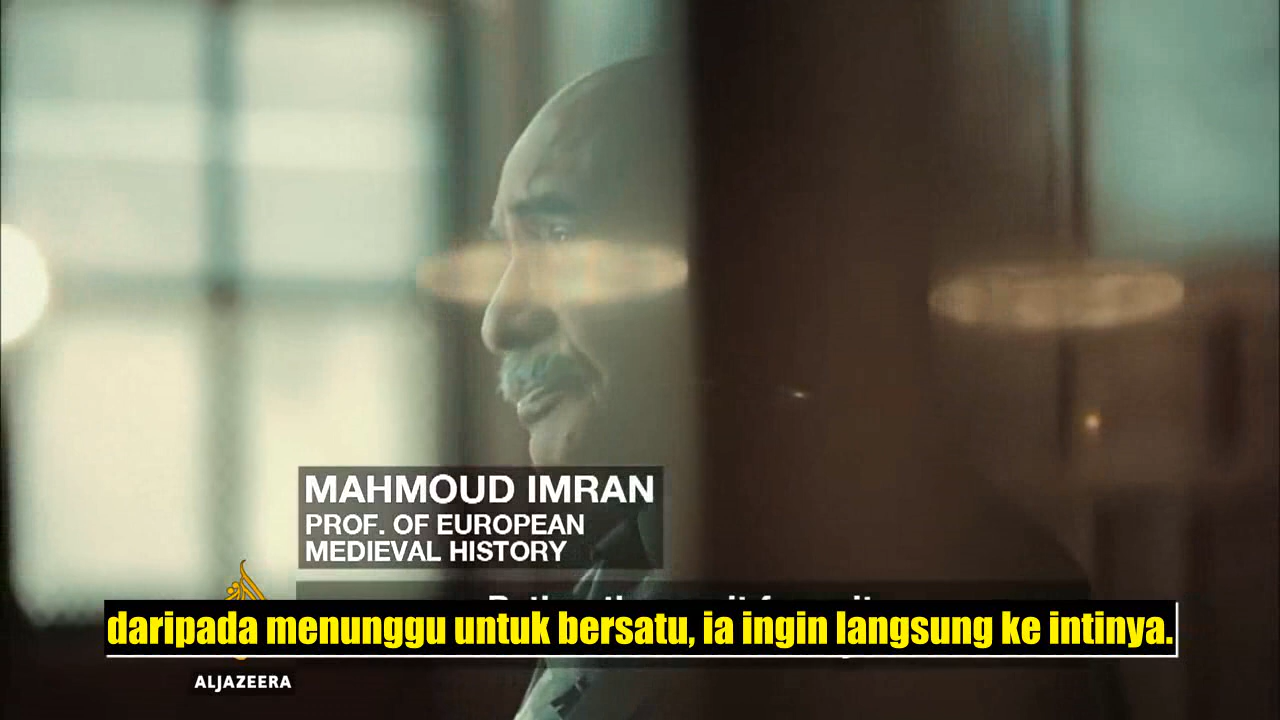 MAHMOUD IMRAN
PROF. OF EUROPEAN
MEDIEVAL HISTORY
daripada menunggu untuk bersatu, ia ingin langsung ke intinya.
ALJAZEERA